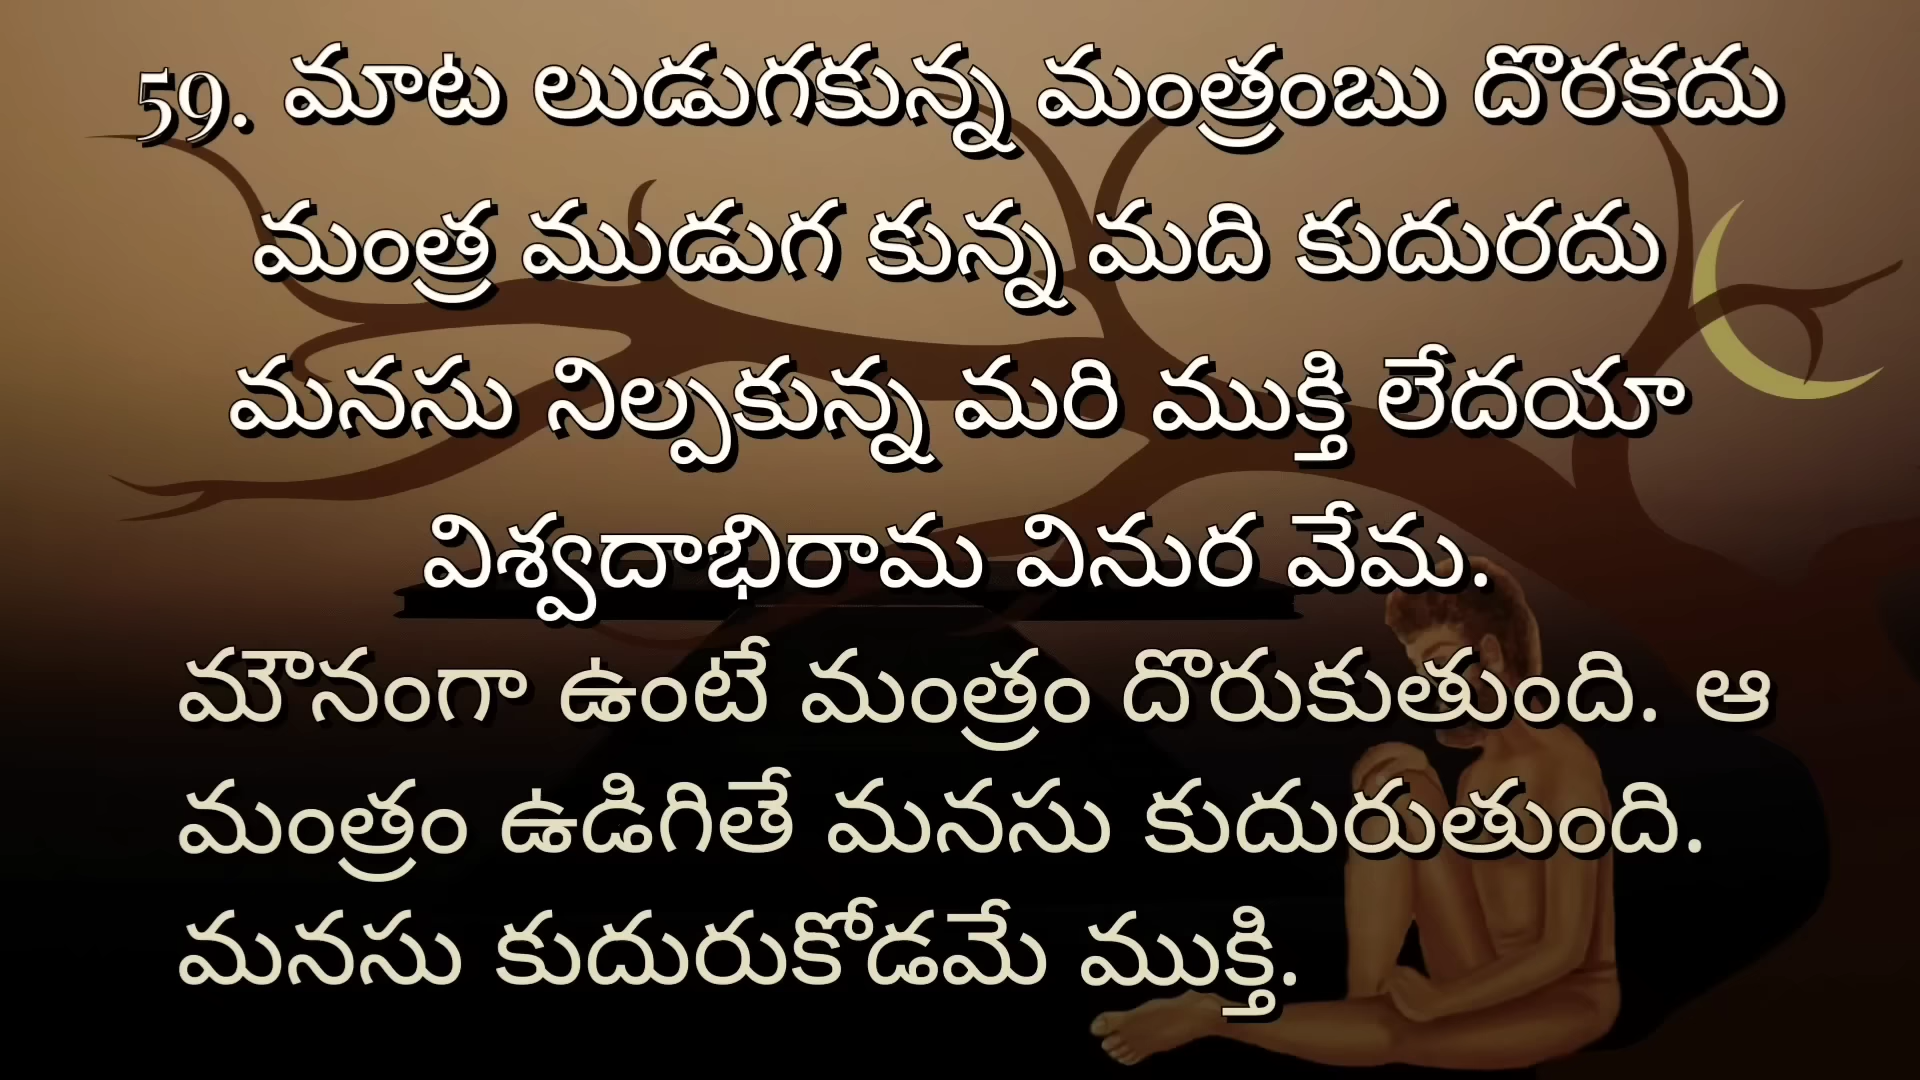 59. మాట లుడుగకున్న మంత్రంబు దొరకదు
మంత్ర ముడుగ కున్న మది కుదురదు
మనసు నిల్పకున్న మరి ముక్తి లేదయా
విశ్వదాభిరామ వినుర వేమ.
మౌనంగా ఉంటే మంత్రం దొరుకుతుంది. ఆ
మంత్రం ఉడిగితే మనసు కుదురుతుంది.
మనసు కుదురుకోడమే ముక్తి.